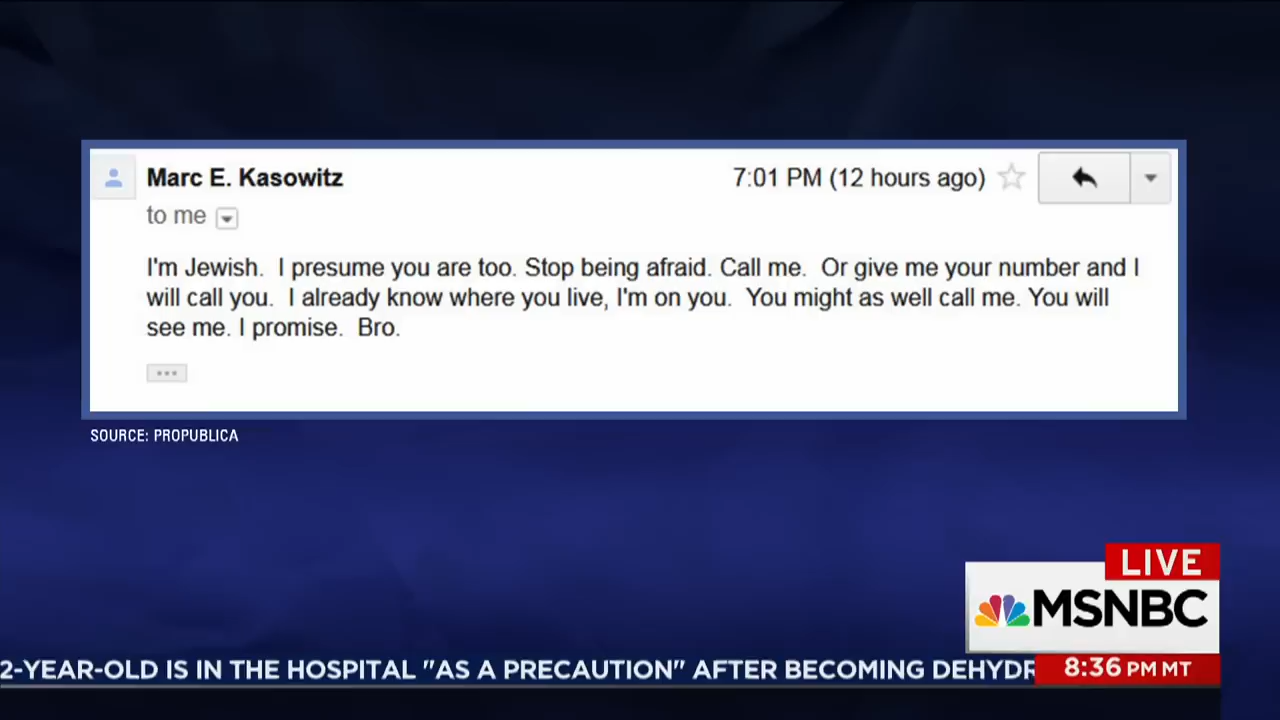 Marc E. Kasowitz
7:01 PM (12 hours ago)
to me
I'm Jewish.  I presume you are too. Stop being afraid. Call me.  Or give me your number and I
will call you.  I already know where you live, I'm on you.  You might as well call me. You will
see me. I promise.  Bro.
SOURCE: PROPUBLICA
LIVE
MSNBC
2-YEAR-OLD IS IN THE HOSPITAL "AS A PRECAUTION" AFTER BECOMING DEHYDR
8:36 PM MT